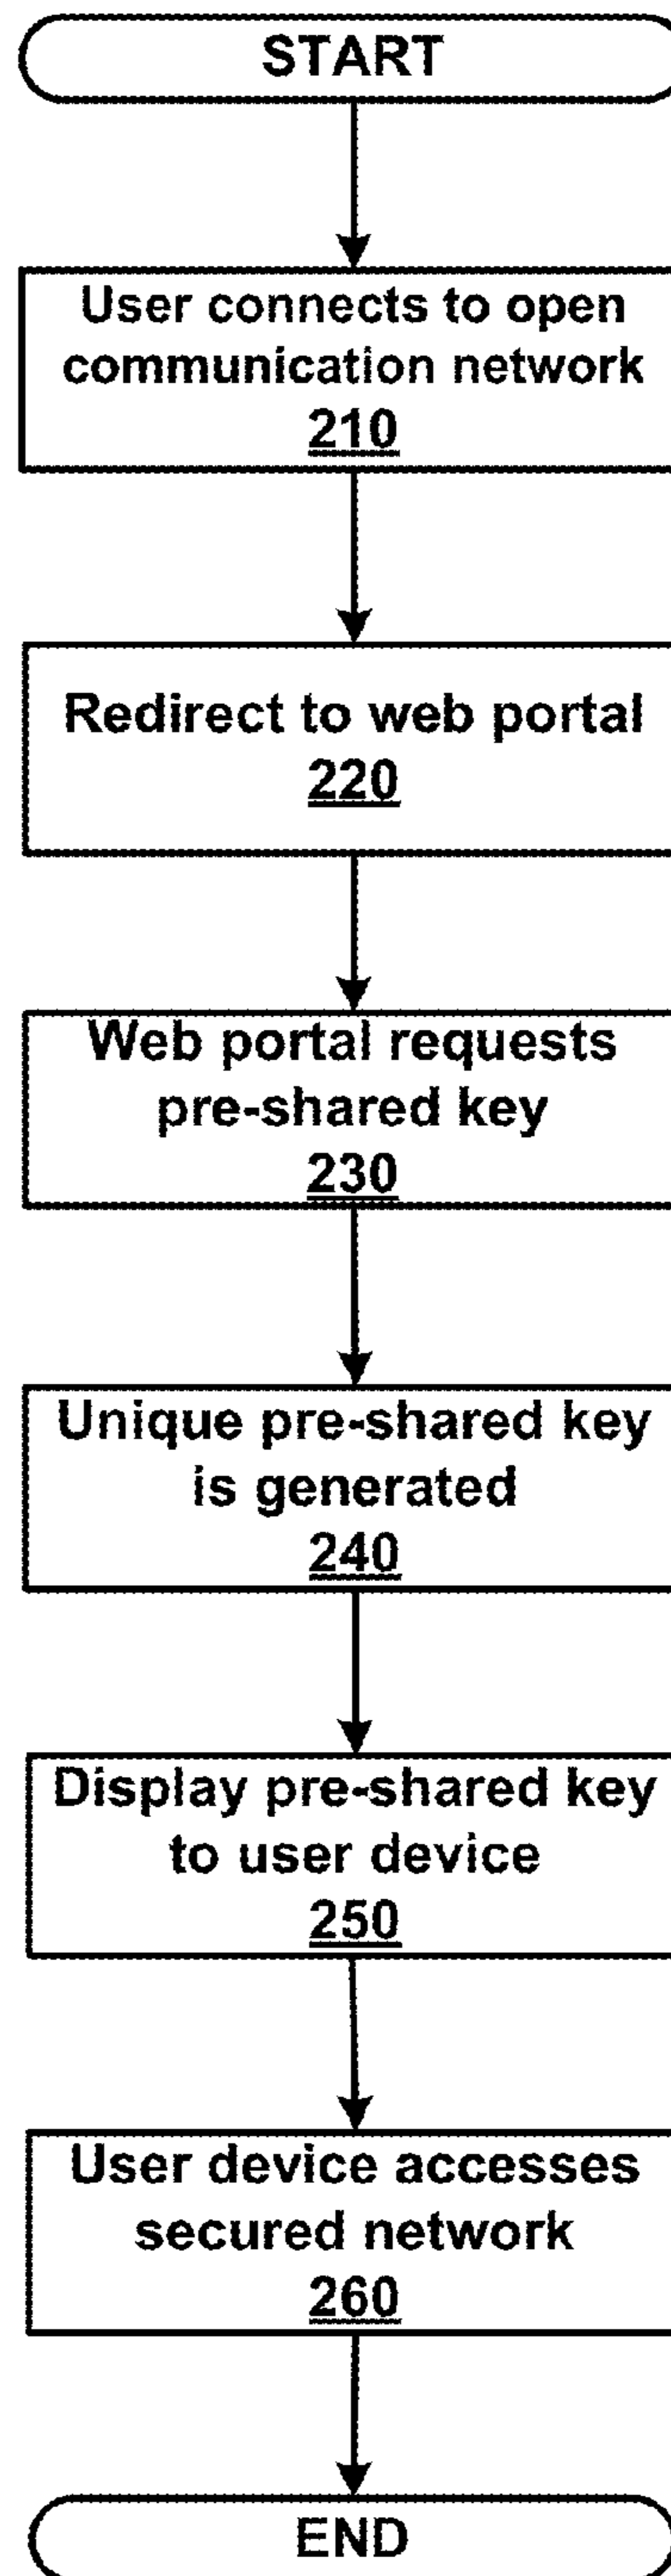 START
User connects to open
communication network
210
Redirect to web portal
220
Web portal requests
pre-shared key
230
Unique pre-shared key
is generated
240
Display pre-shared key
to user device
250
User device accesses
secured network
260
END